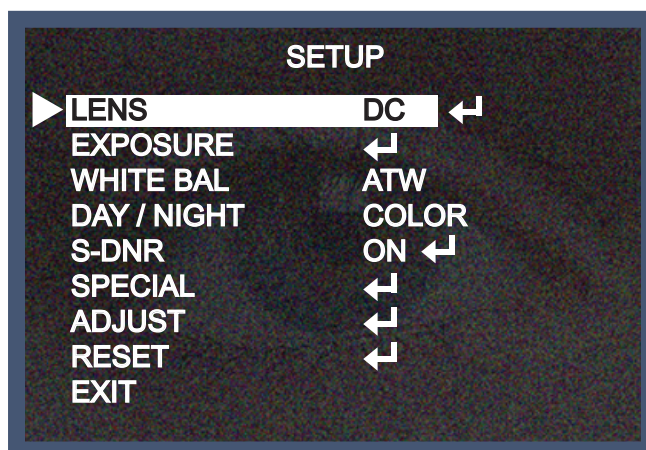 SETUP
LENS DC ↵
EXPOSURE ↵
WHITE BAL ATW
DAY / NIGHT COLOR
S-DNR ON ↵
SPECIAL ↵
ADJUST ↵
RESET ↵
EXIT